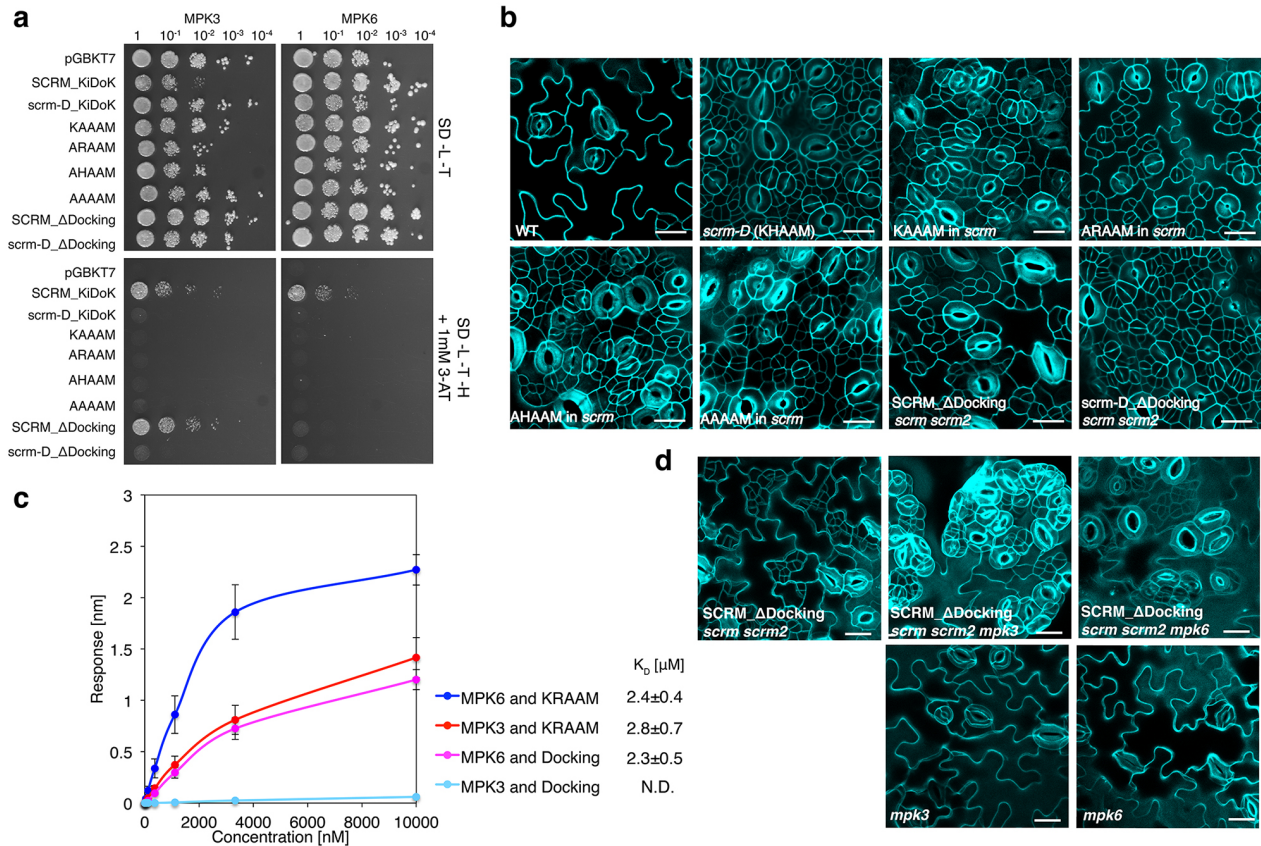 a
MPK3
MPK6
1 10-1 10-2 10-3 10-4
1 10-1 10-2 10-3 10-4
pGBKT7
SCRM_KiDoK
scrm-D_KiDoK
KAAAM
ARAAM
AHAAM
AAAAM
SCRM_ΔDocking
scrm-D_ΔDocking
SD -L -T
pGBKT7
SCRM_KiDoK
scrm-D_KiDoK
KAAAM
ARAAM
AHAAM
AAAAM
SCRM_ΔDocking
scrm-D_ΔDocking
SD -L -T -H
+ 1mM 3-AT
b
WT
scrm-D (KHAAM)
KAAAM in scrm
ARAAM in scrm
AHAAM in scrm
AAAAM in scrm
SCRM_ΔDocking
scrm scrm2
scrm-D_ΔDocking
scrm scrm2
c
3
2.5
2
1.5
1
0.5
0
Response [nm]
0 2000 4000 6000 8000 10000
Concentration [nM]
KD [µM]
MPK6 and KRAAM 2.4±0.4
MPK3 and KRAAM 2.8±0.7
MPK6 and Docking 2.3±0.5
MPK3 and Docking N.D.
d
SCRM_ΔDocking
scrm scrm2
SCRM_ΔDocking
scrm scrm2 mpk3
SCRM_ΔDocking
scrm scrm2 mpk6
mpk3
mpk6